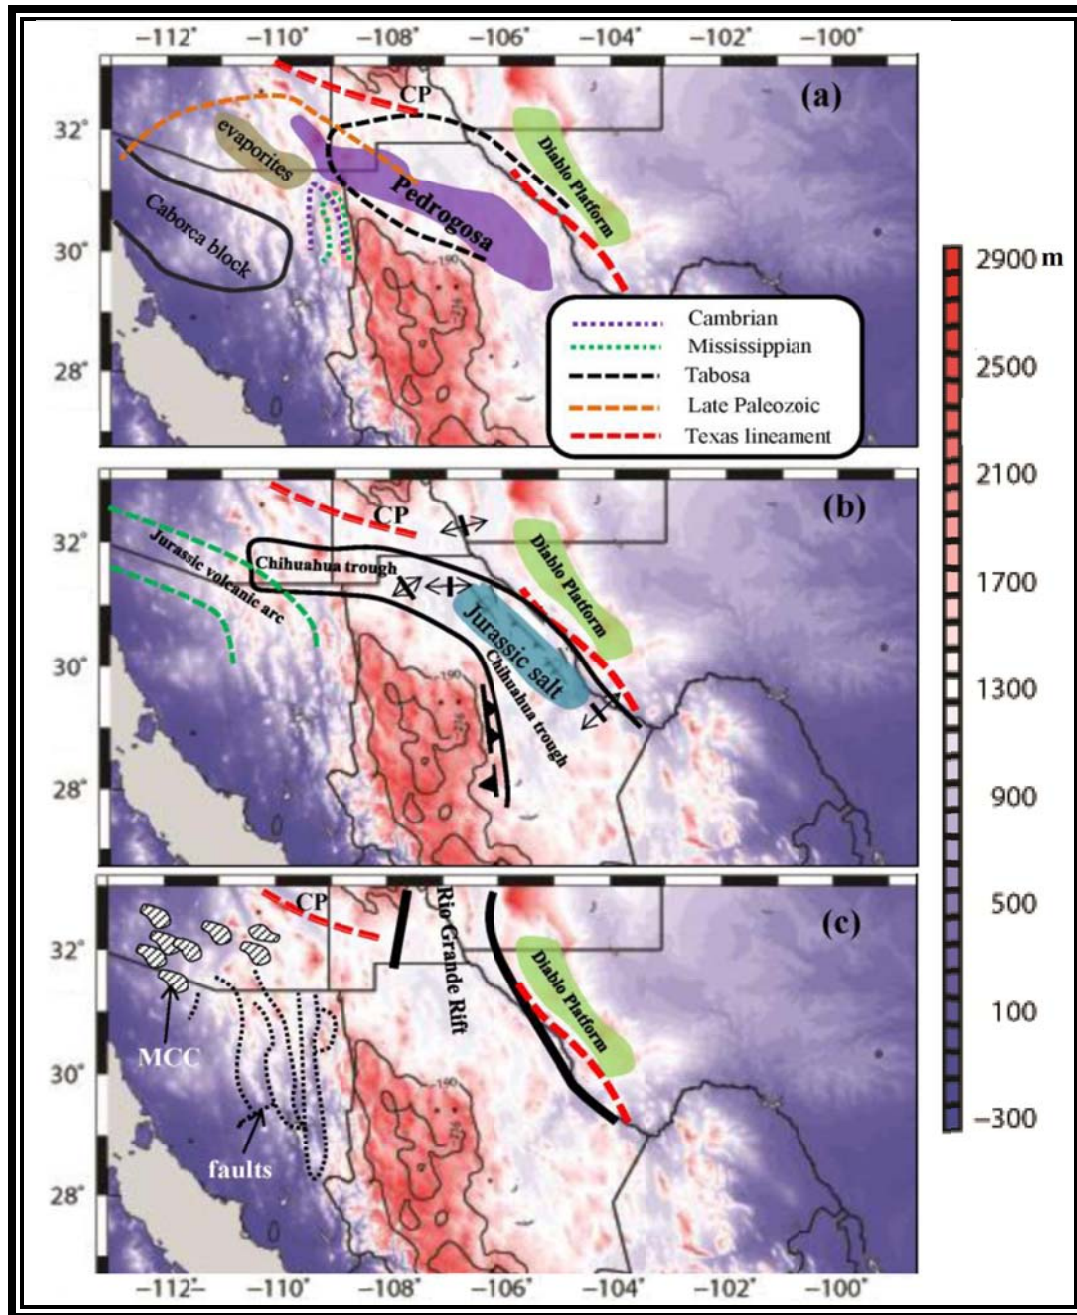 −112° −110° −108° −106° −104° −102° −100°
(a)
CP
32°
evaporites
Diablo Platform
Pedrogosa
Caborca block
30°
-190
28°
Cambrian
Mississippian
Tabosa
Late Paleozoic
Texas lineament
(b)
CP
32°
Jurassic volcanic arc
Chihuahua trough
Diablo Platform
Jurassic salt
Chihuahua trough
30°
-190
28°
(c)
CP
Rio Grande Rift
32°
Diablo Platform
MCC
30°
-190
faults
28°
−112° −110° −108° −106° −104° −102° −100°
2900 m
2500
2100
1700
1300
900
500
100
−300